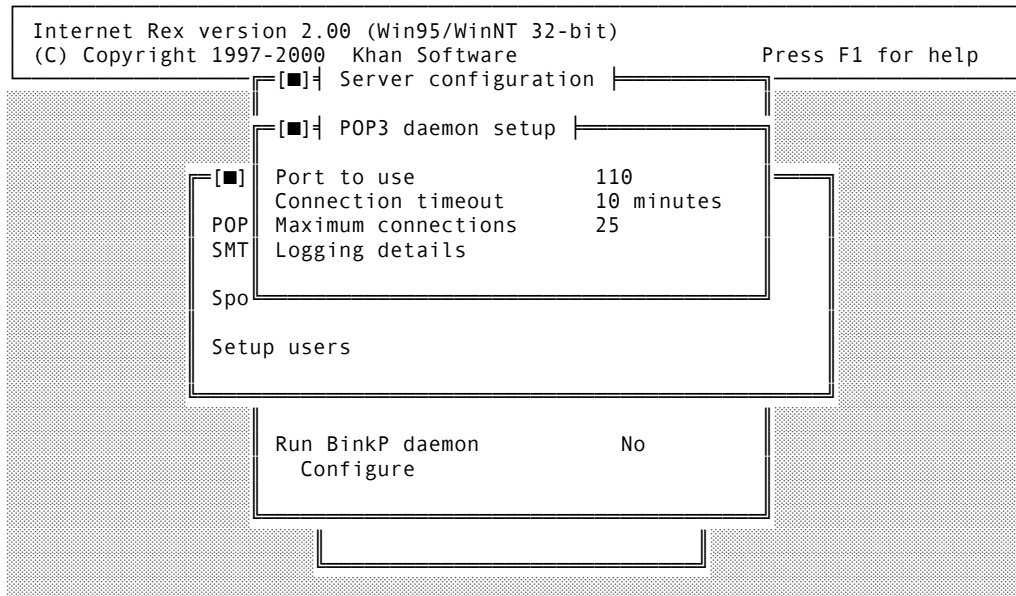 Internet Rex version 2.00 (Win95/WinNT 32-bit)
(C) Copyright 1997-2000 Khan Software Press F1 for help
[■] Server configuration
[■] POP3 daemon setup
[■] Port to use 110
Connection timeout 10 minutes
POP Maximum connections 25
SMT Logging details
Spo
Setup users
Run BinkP daemon No
Configure